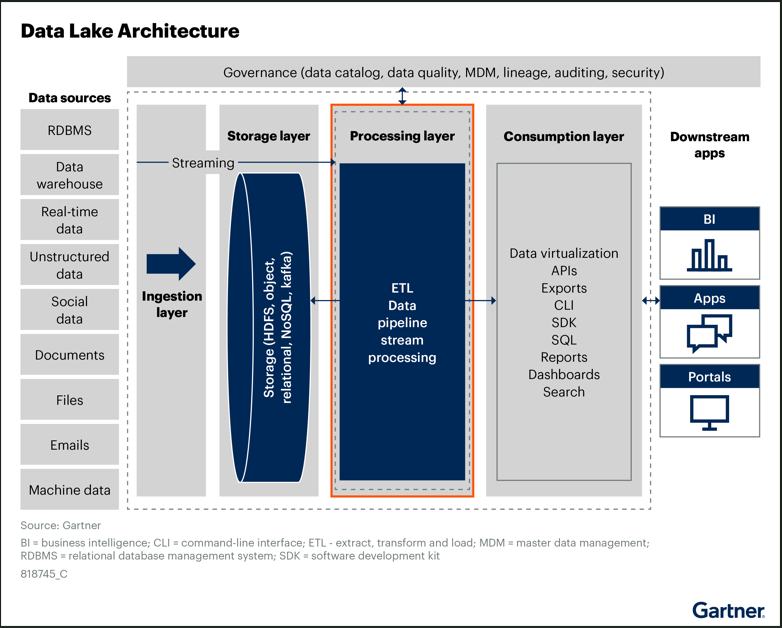 Data Lake Architecture
Governance (data catalog, data quality, MDM, lineage, auditing, security)
Data sources
RDBMS
Data
warehouse
Real-time
data
Unstructured
data
Social
data
Documents
Files
Emails
Machine data
Streaming
Ingestion
layer
Storage layer
Storage (HDFS, object,
relational, NoSQL, kafka)
Processing layer
ETL
Data
pipeline
stream
processing
Consumption layer
Data virtualization
APIs
Exports
CLI
SDK
SQL
Reports
Dashboards
Search
Downstream
apps
BI
Apps
Portals
Source: Gartner
BI = business intelligence; CLI = command-line interface; ETL - extract, transform and load; MDM = master data management;
RDBMS = relational database management system; SDK = software development kit
818745_C
Gartner